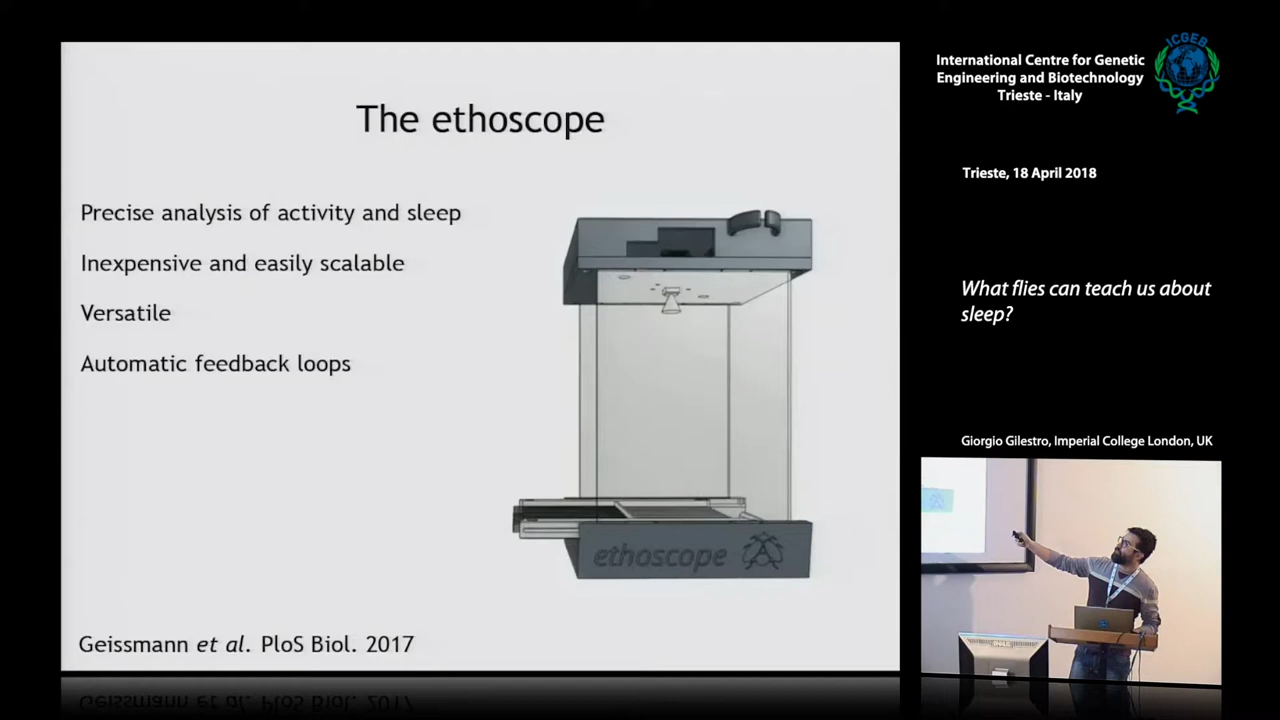 The ethoscope
Precise analysis of activity and sleep
Inexpensive and easily scalable
Versatile
Automatic feedback loops
ethoscope
Geissmann et al. PloS Biol. 2017
International Centre for Genetic
Engineering and Biotechnology
Trieste - Italy
ICGEB
Trieste, 18 April 2018
What flies can teach us about
sleep?
Giorgio Gilestro, Imperial College London, UK